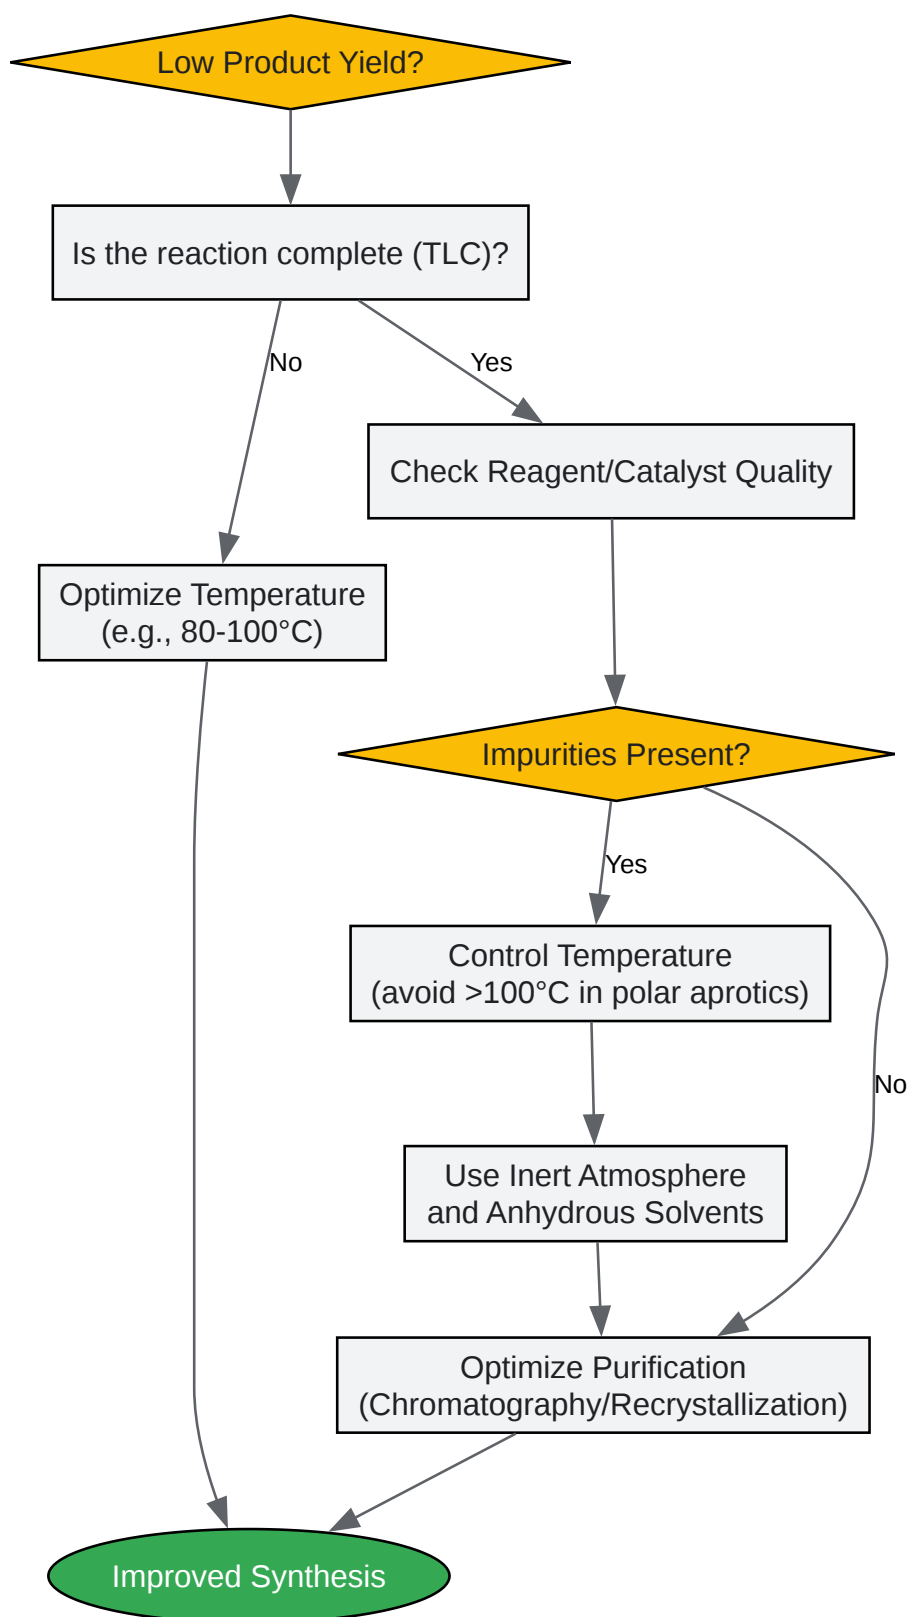 Low Product Yield?
Is the reaction complete (TLC)?
No
Yes
Check Reagent/Catalyst Quality
Optimize Temperature
(e.g., 80-100°C)
Impurities Present?
Yes
Control Temperature
(avoid >100°C in polar aprotics)
No
Use Inert Atmosphere
and Anhydrous Solvents
Optimize Purification
(Chromatography/Recrystallization)
Improved Synthesis